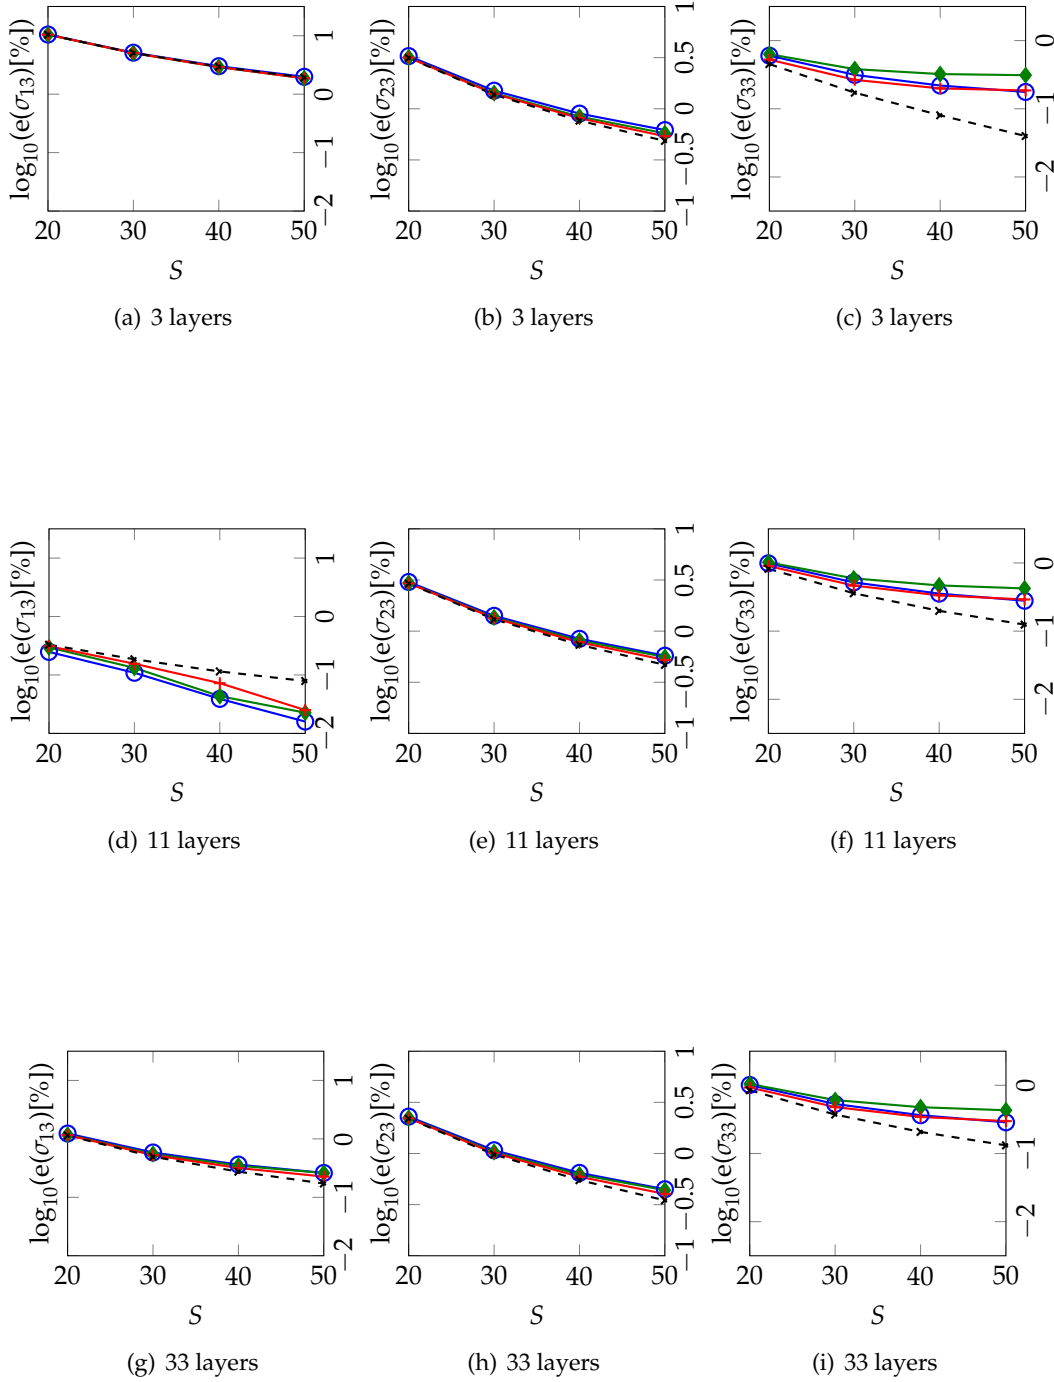 log₁₀(e(σ₁₃)[%])
1
0
−1
−2
20 30 40 50
S
(a) 3 layers
log₁₀(e(σ₂₃)[%])
1
0.5
0
−0.5
−1
20 30 40 50
S
(b) 3 layers
log₁₀(e(σ₃₃)[%])
0
−1
−2
20 30 40 50
S
(c) 3 layers
log₁₀(e(σ₁₃)[%])
1
0
−1
−2
20 30 40 50
S
(d) 11 layers
log₁₀(e(σ₂₃)[%])
1
0.5
0
−0.5
−1
20 30 40 50
S
(e) 11 layers
log₁₀(e(σ₃₃)[%])
0
−1
−2
20 30 40 50
S
(f) 11 layers
log₁₀(e(σ₁₃)[%])
1
0
−1
−2
20 30 40 50
S
(g) 33 layers
log₁₀(e(σ₂₃)[%])
1
0.5
0
−0.5
−1
20 30 40 50
S
(h) 33 layers
log₁₀(e(σ₃₃)[%])
0
−1
−2
20 30 40 50
S
(i) 33 layers